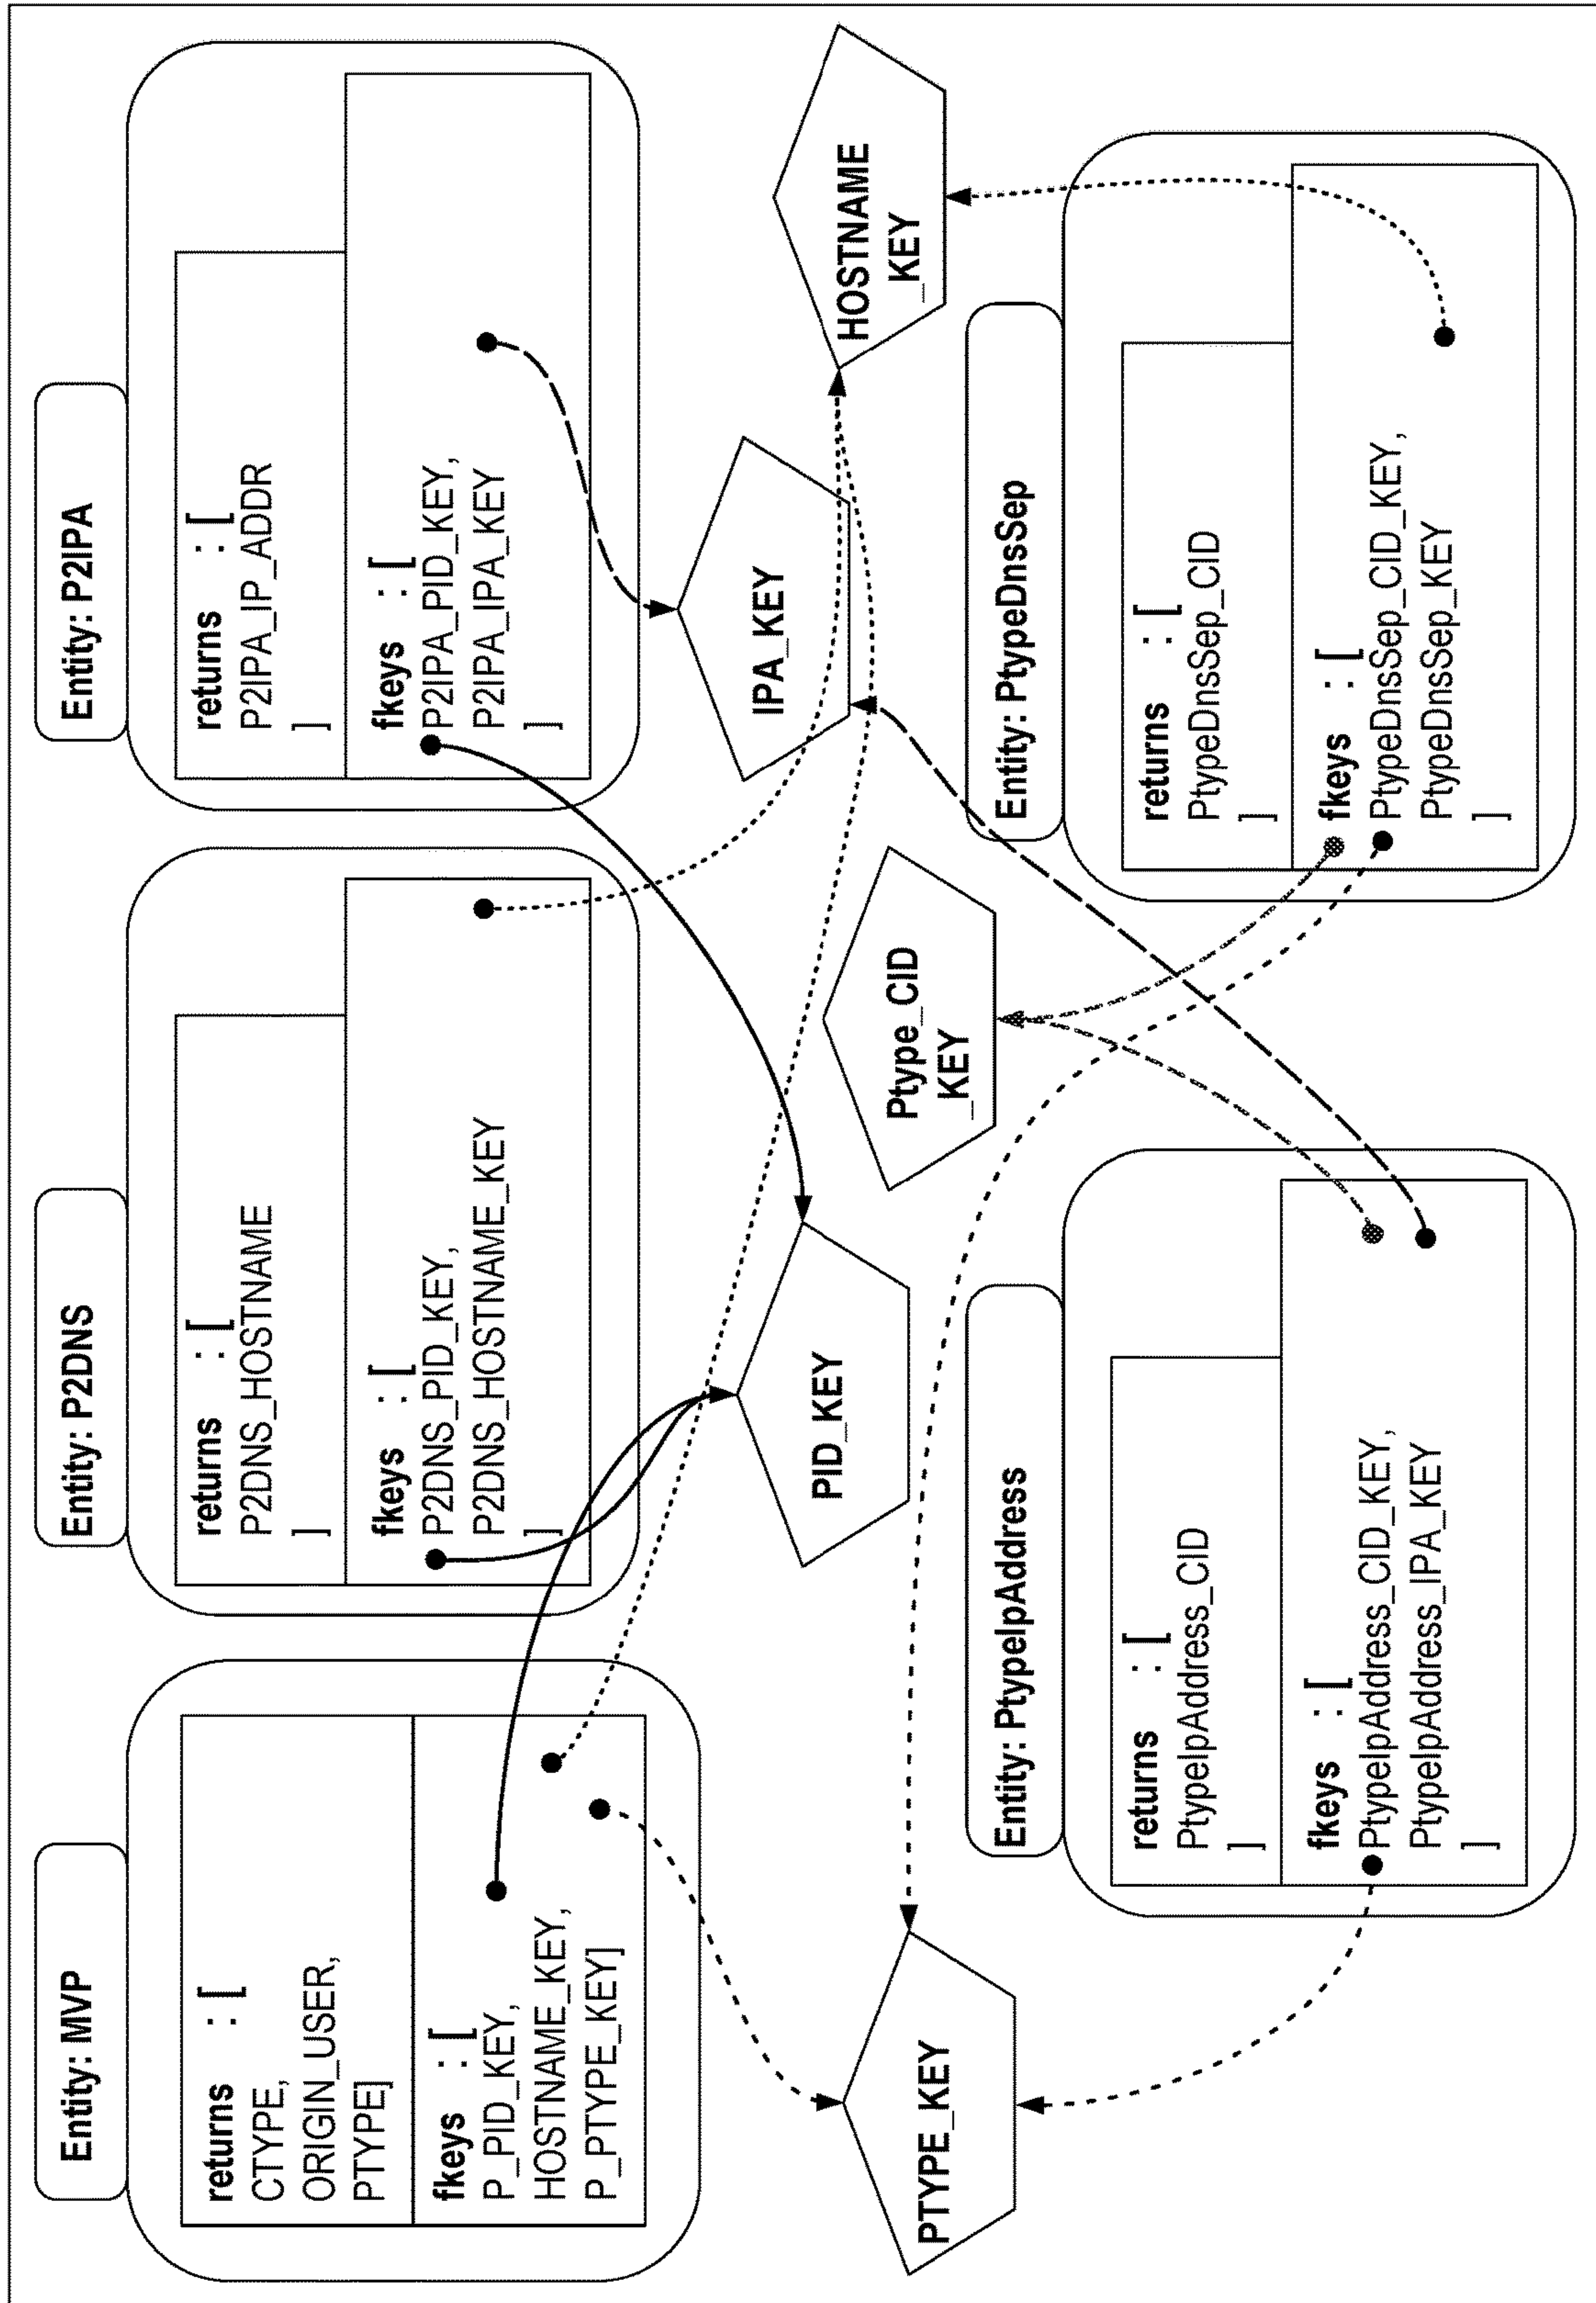 Entity: MVP
returns : [
CTYPE,
ORIGIN_USER,
PTYPE]
fkeys : [
P_PID_KEY,
HOSTNAME_KEY,
P_PTYPE_KEY]
Entity: P2DNS
returns : [
P2DNS_HOSTNAME
]
fkeys : [
P2DNS_PID_KEY,
P2DNS_HOSTNAME_KEY
]
Entity: P2IPA
returns : [
P2IPA_IP_ADDR
]
fkeys : [
P2IPA_PID_KEY,
P2IPA_IPA_KEY
]
PTYPE_KEY
PID_KEY
Ptype_CID
_KEY
IPA_KEY
HOSTNAME
_KEY
Entity: PtypeIpAddress
returns : [
PtypeIpAddress_CID
]
fkeys : [
PtypeIpAddress_CID_KEY,
PtypeIpAddress_IPA_KEY
]
Entity: PtypeDnsSep
returns : [
PtypeDnsSep_CID
]
fkeys : [
PtypeDnsSep_CID_KEY,
PtypeDnsSep_KEY
]